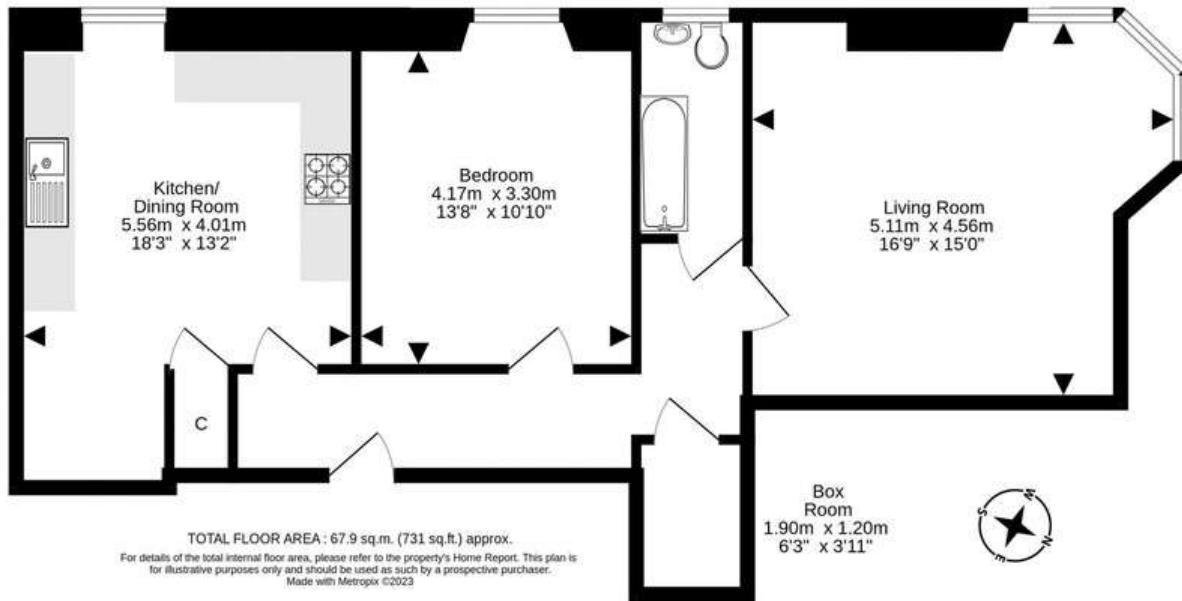 Kitchen/
Dining Room
5.56m x 4.01m
18'3" x 13'2"
Bedroom
4.17m x 3.30m
13'8" x 10'10"
Living Room
5.11m x 4.56m
16'9" x 15'0"
C
Box
Room
1.90m x 1.20m
6'3" x 3'11"
S
W
N
E
TOTAL FLOOR AREA : 67.9 sq.m. (731 sq.ft.) approx.
For details of the total internal floor area, please refer to the property's Home Report. This plan is
for illustrative purposes only and should be used as such by a prospective purchaser.
Made with Metropix ©2023